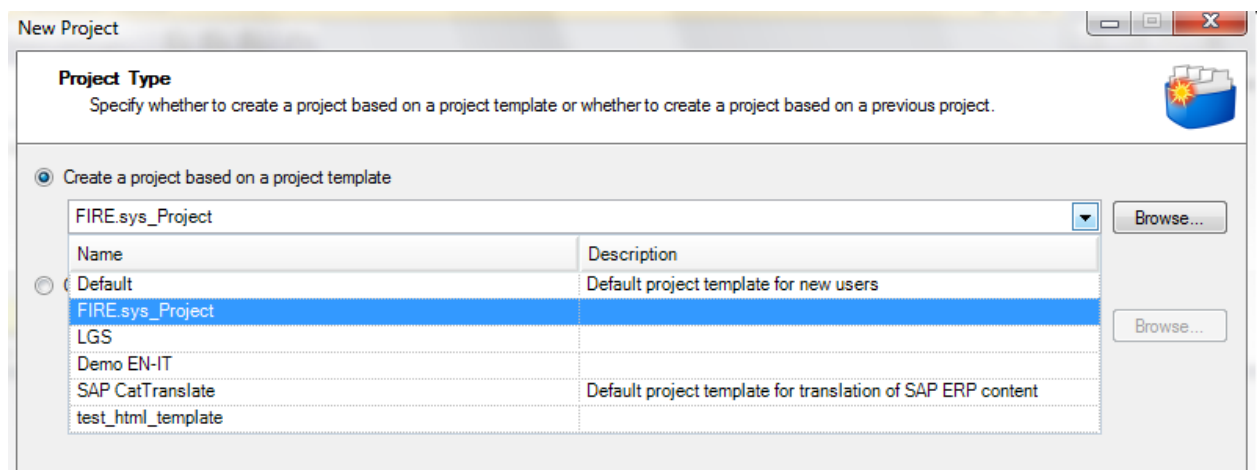 New Project
Project Type
Specify whether to create a project based on a project template or whether to create a project based on a previous project.
Create a project based on a project template
FIRE.sys_Project
Browse...
Name Description
Default Default project template for new users
FIRE.sys_Project
Browse...
LGS
Demo EN-IT
SAP CatTranslate Default project template for translation of SAP ERP content
test_html_template